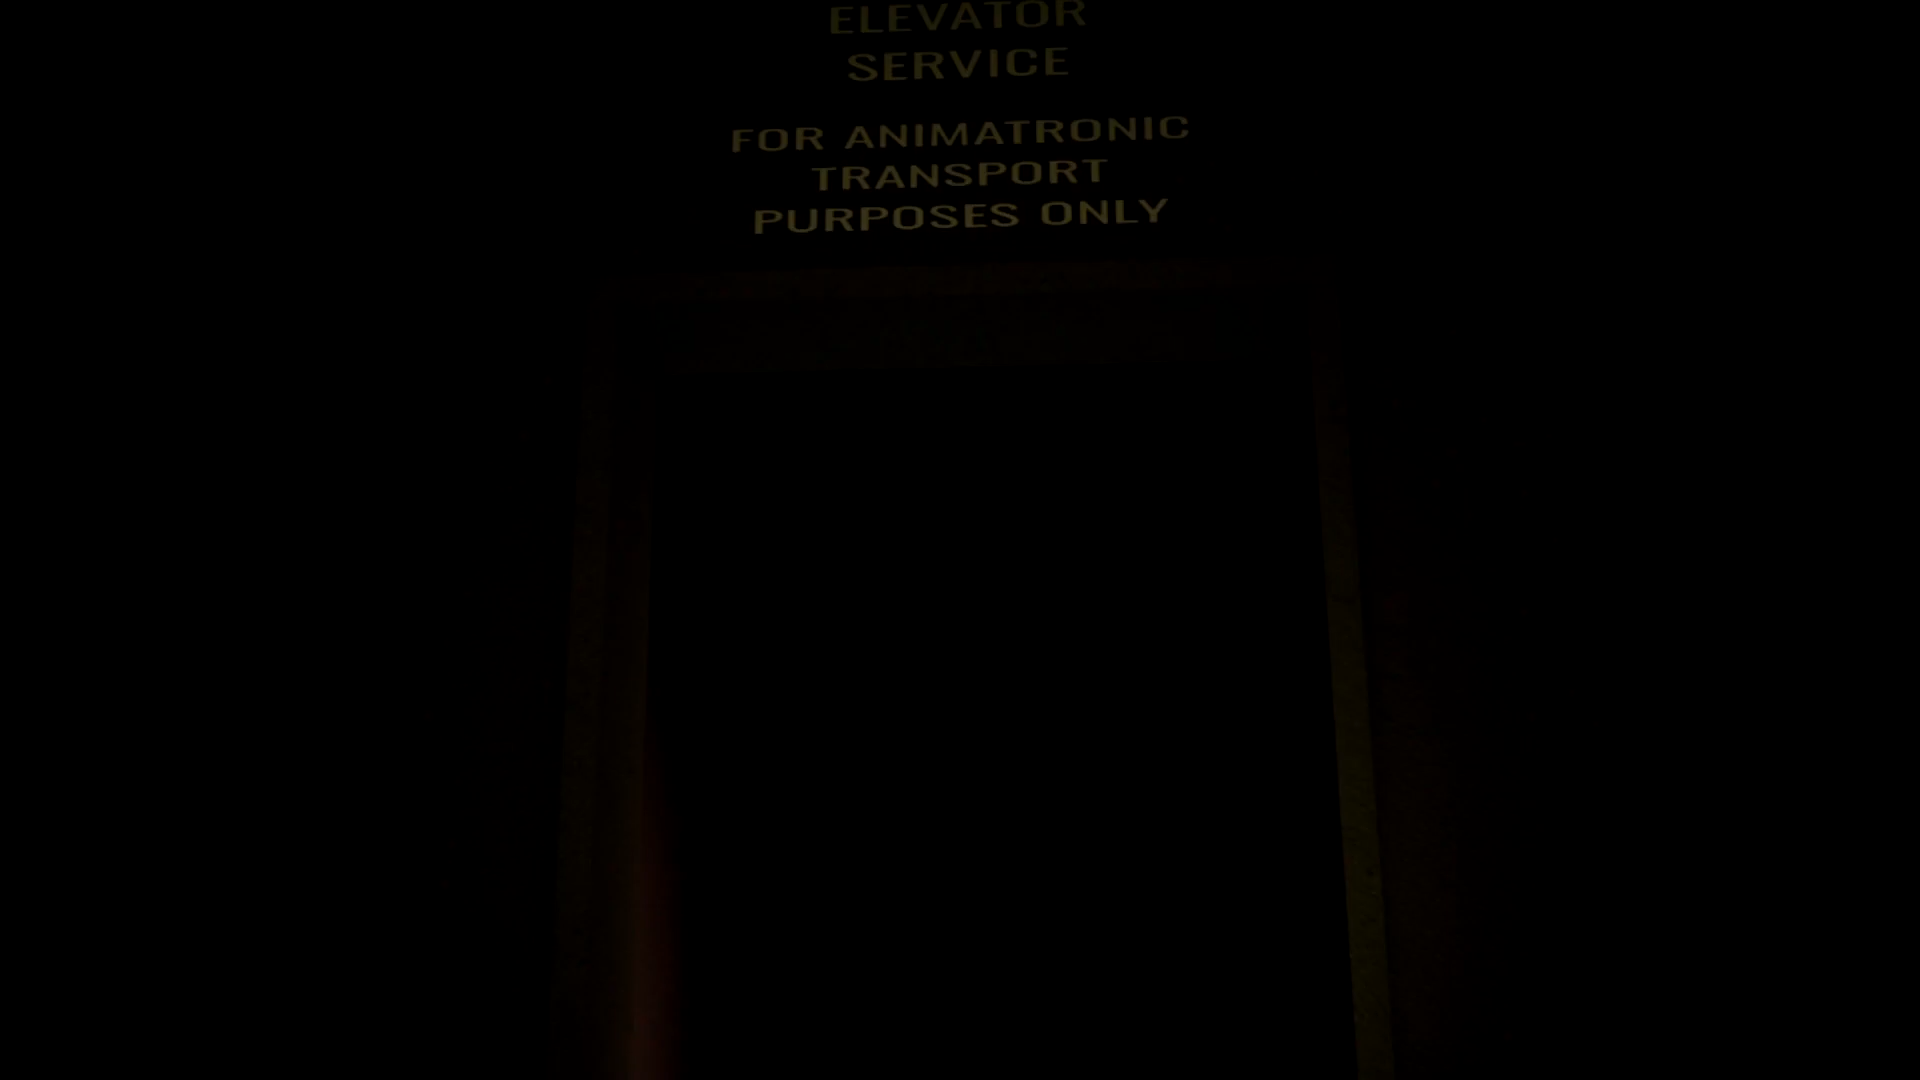 ELEVATOR
SERVICE
FOR ANIMATRONIC
TRANSPORT
PURPOSES ONLY